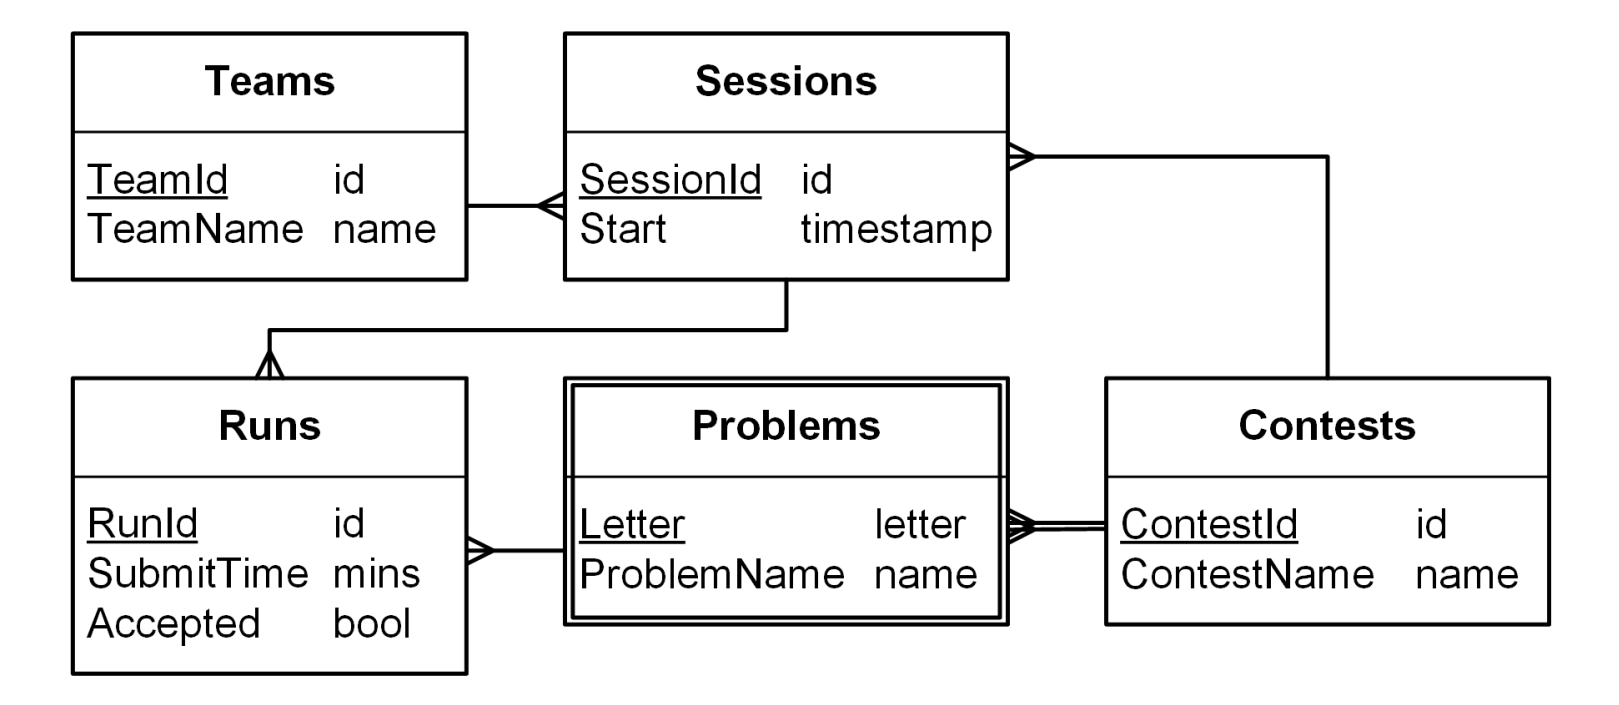 Teams
TeamId id
TeamName name
Sessions
SessionId id
Start timestamp
Runs
RunId id
SubmitTime mins
Accepted bool
Problems
Letter letter
ProblemName name
Contests
ContestId id
ContestName name